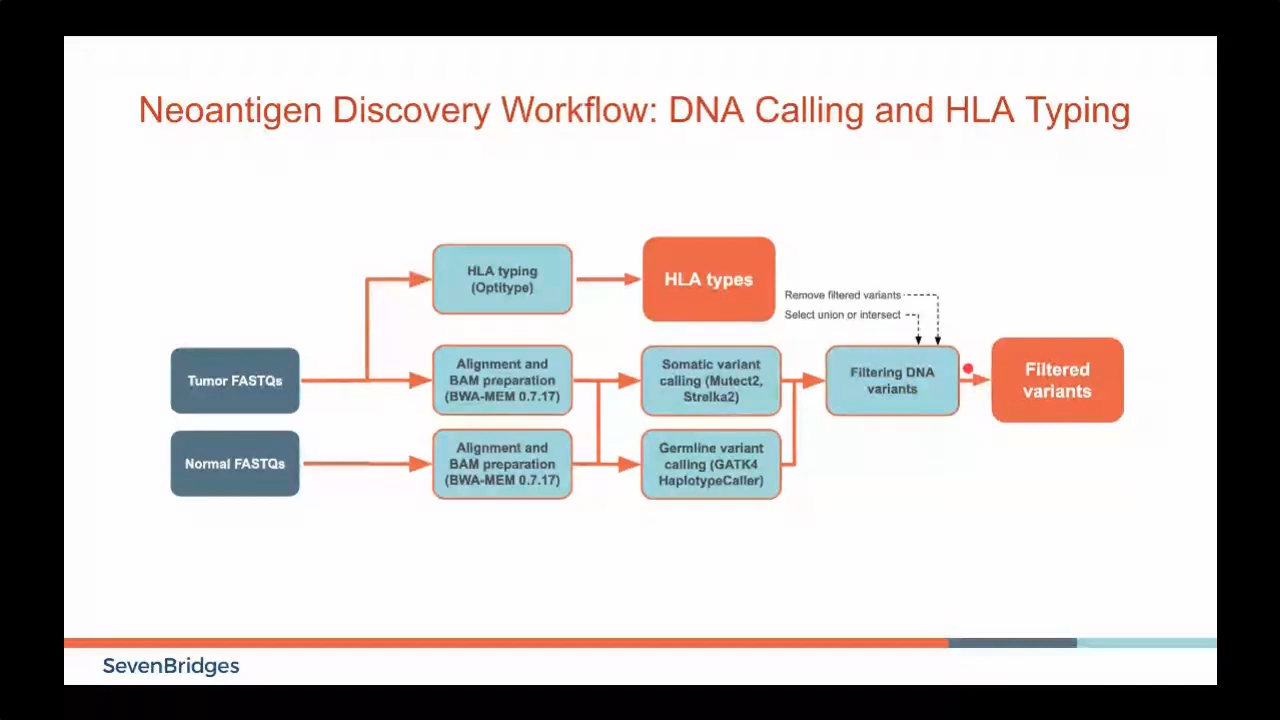 Neoantigen Discovery Workflow: DNA Calling and HLA Typing
HLA typing
(Optitype)
HLA types
Remove filtered variants
Select union or intersect
Tumor FASTQs
Alignment and
BAM preparation
(BWA-MEM 0.7.17)
Somatic variant
calling (Mutect2,
Strelka2)
Filtering DNA
variants
Filtered
variants
Normal FASTQs
Alignment and
BAM preparation
(BWA-MEM 0.7.17)
Germline variant
calling (GATK4
HaplotypeCaller)
SevenBridges